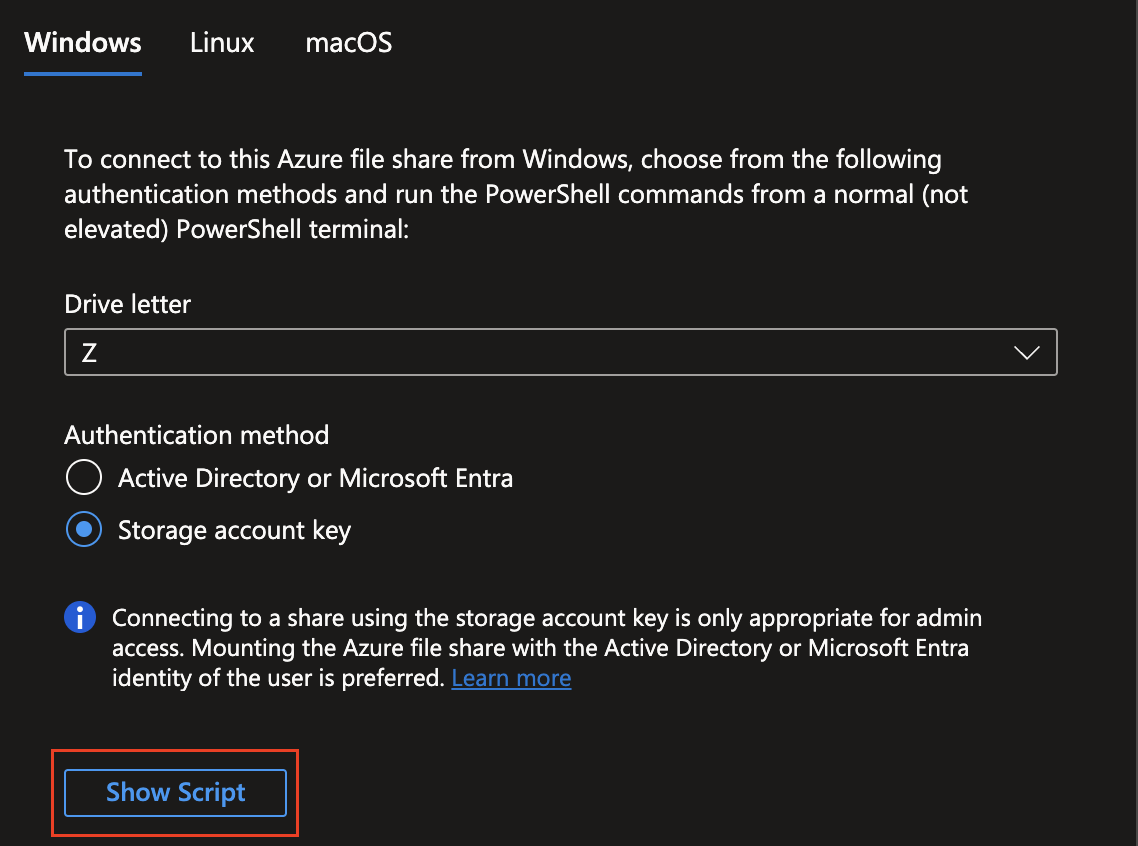 Windows Linux macOS
To connect to this Azure file share from Windows, choose from the following
authentication methods and run the PowerShell commands from a normal (not
elevated) PowerShell terminal:
Drive letter
Z
Authentication method
Active Directory or Microsoft Entra
Storage account key
Connecting to a share using the storage account key is only appropriate for admin
access. Mounting the Azure file share with the Active Directory or Microsoft Entra
identity of the user is preferred. Learn more
Show Script